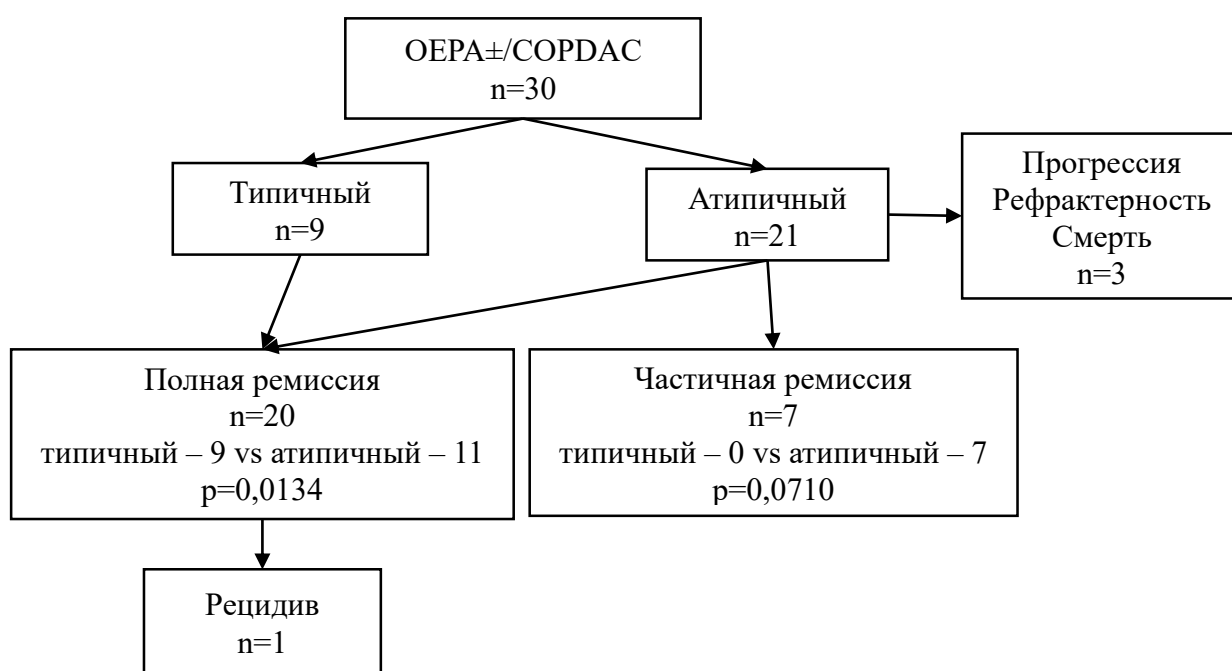 OEPA±/COPDAC
n=30
Типичный
n=9
Атипичный
n=21
Прогрессия
Рефрактерность
Смерть
n=3
Полная ремиссия
n=20
типичный – 9 vs атипичный – 11
p=0,0134
Частичная ремиссия
n=7
типичный – 0 vs атипичный – 7
p=0,0710
Рецидив
n=1